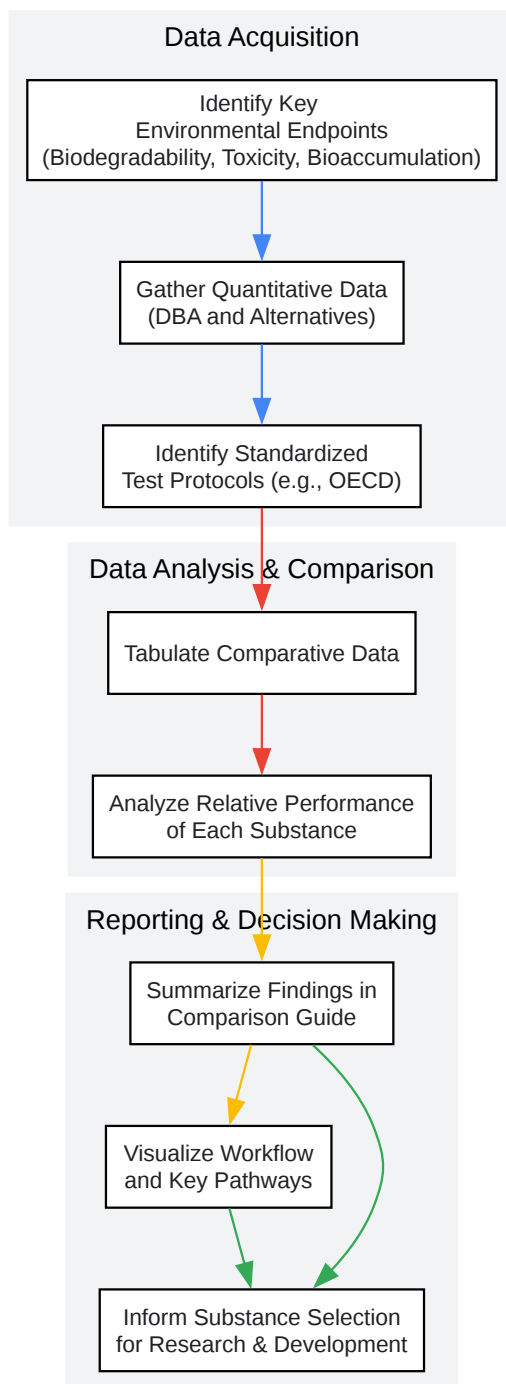 Data Acquisition
Identify Key
Environmental Endpoints
(Biodegradability, Toxicity, Bioaccumulation)
Gather Quantitative Data
(DBA and Alternatives)
Identify Standardized
Test Protocols (e.g., OECD)
Data Analysis & Comparison
Tabulate Comparative Data
Analyze Relative Performance
of Each Substance
Reporting & Decision Making
Summarize Findings in
Comparison Guide
Visualize Workflow
and Key Pathways
Inform Substance Selection
for Research & Development